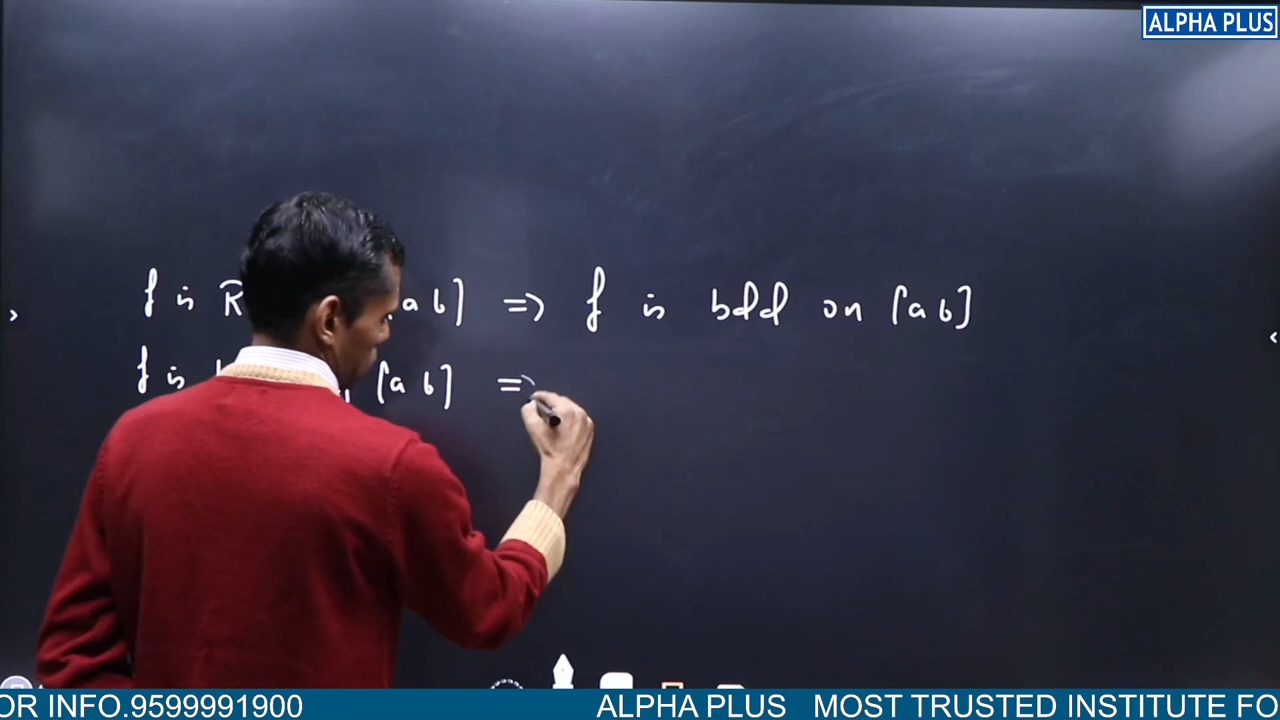 ALPHA PLUS
f is R [a b] => f is bdd on [a b]
f is [a b] =>
OR INFO.9599991900 ALPHA PLUS MOST TRUSTED INSTITUTE FO